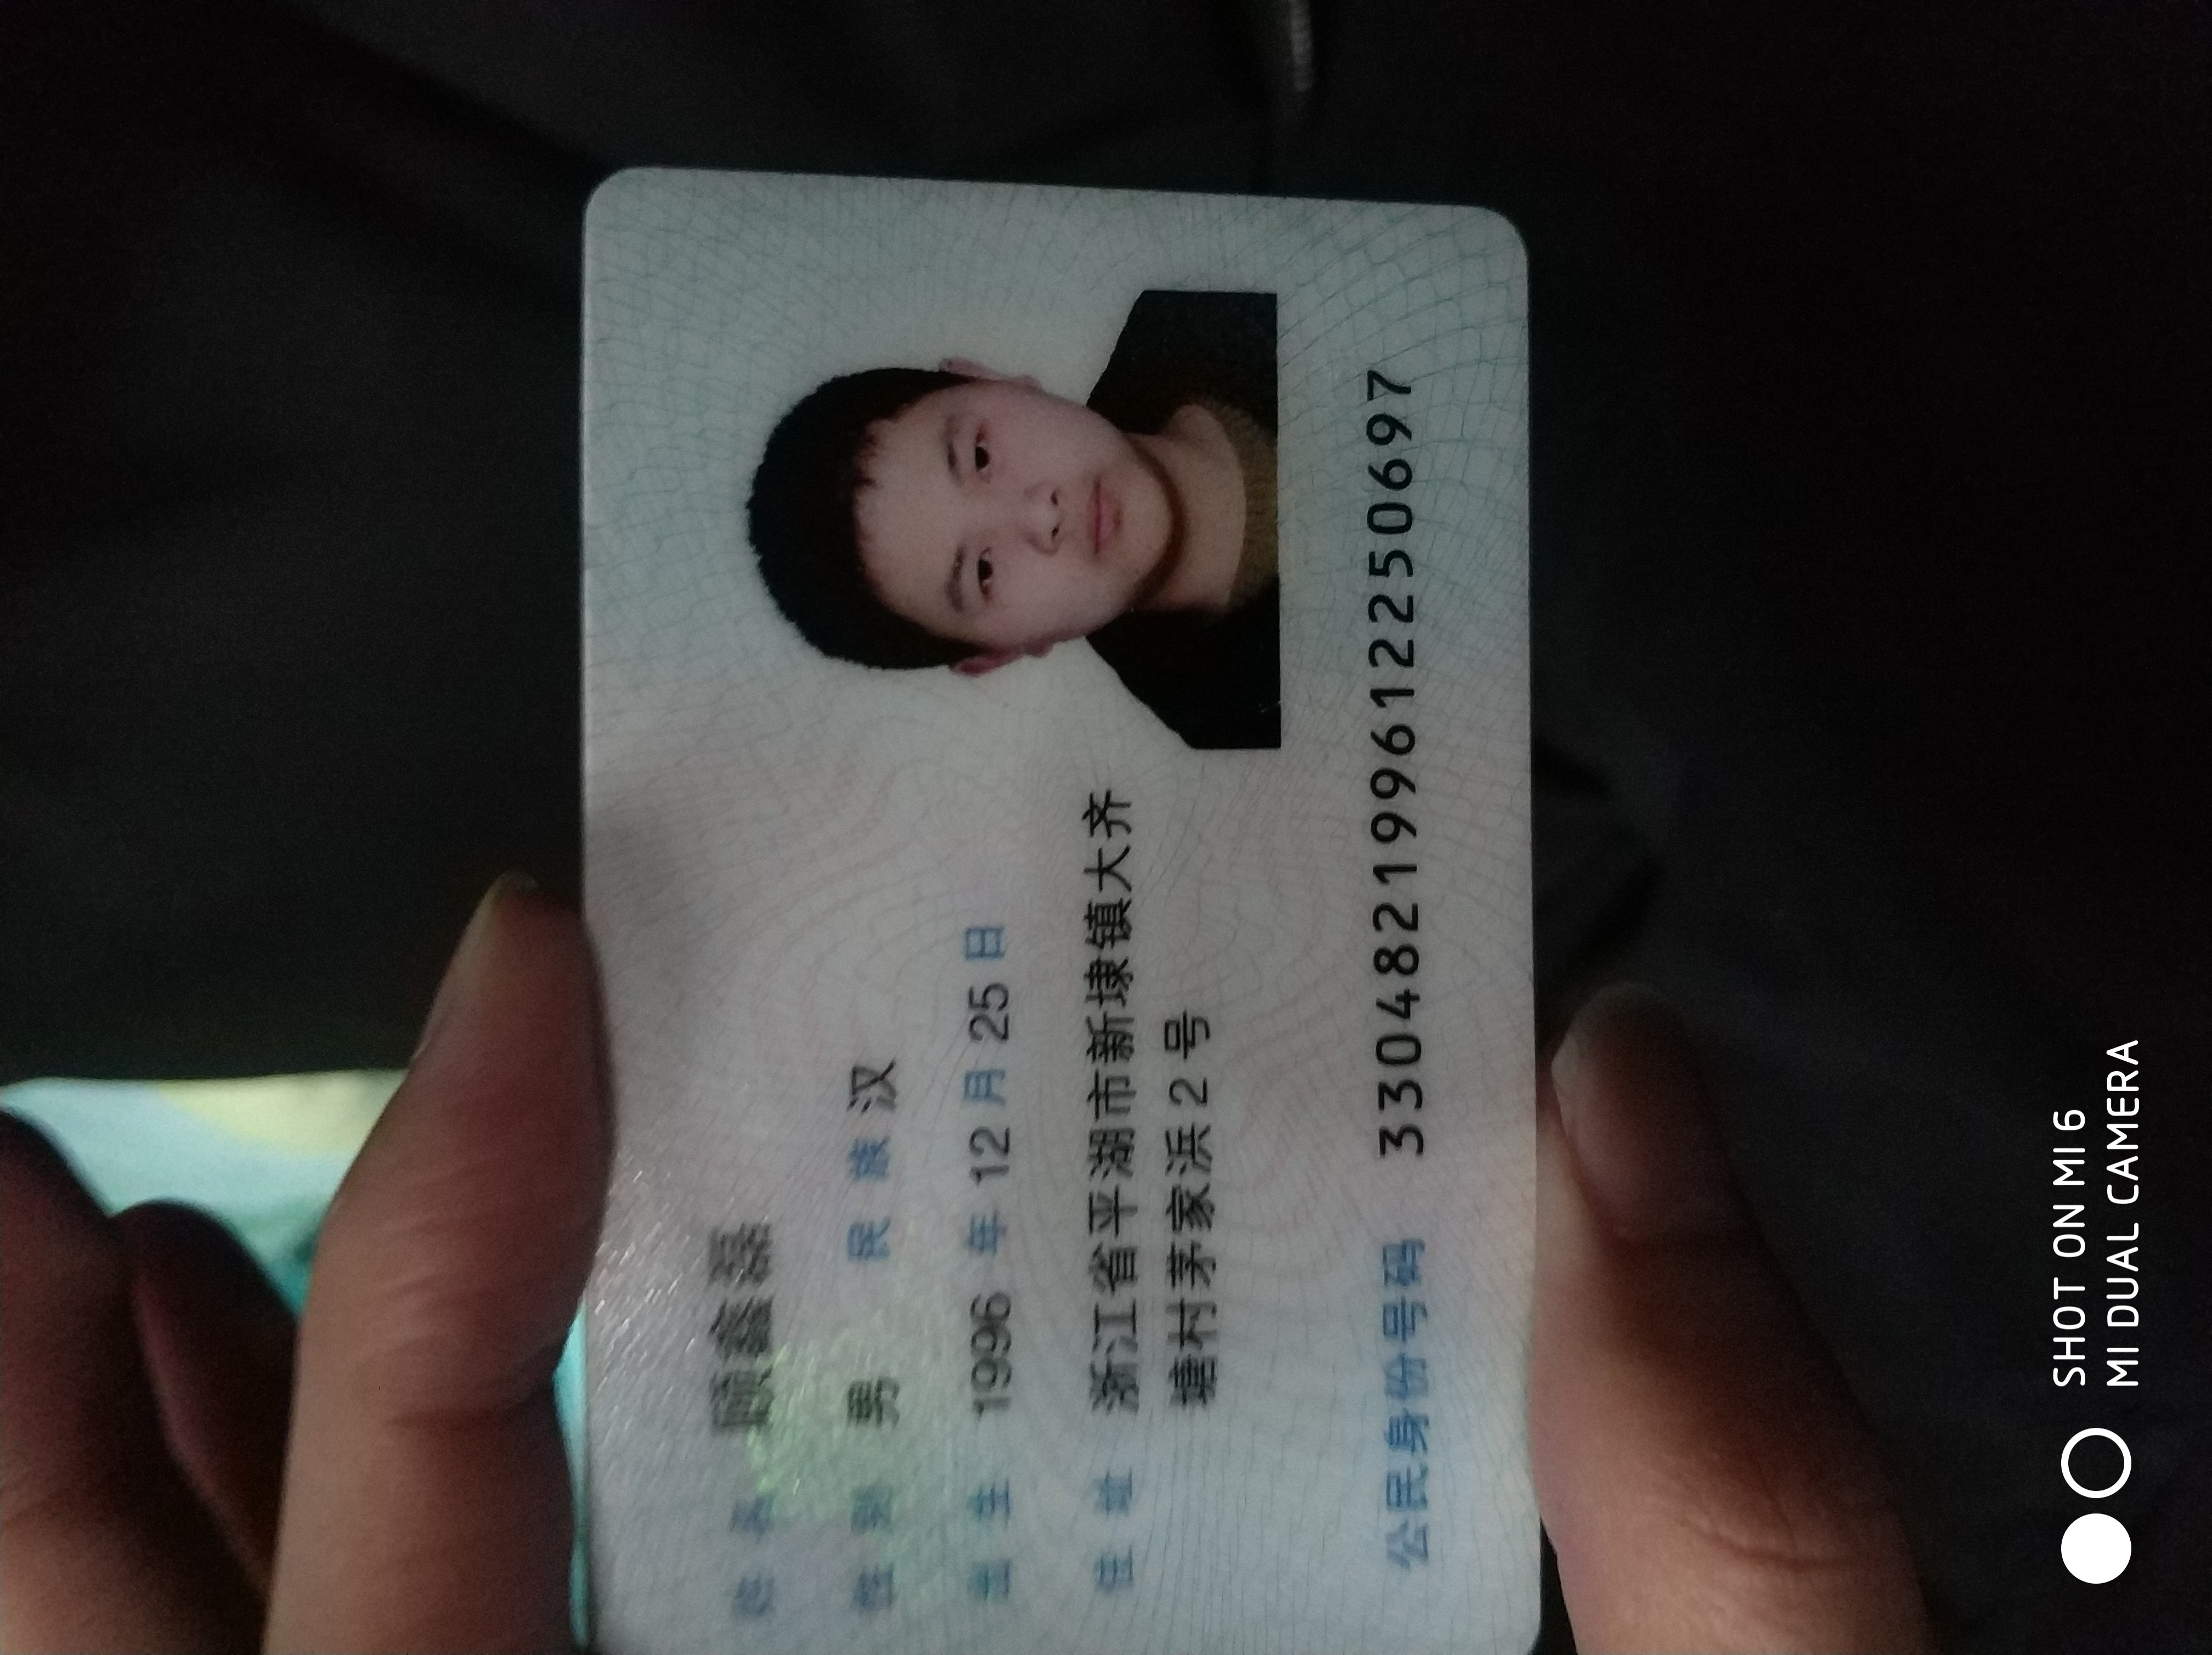 姓名 顾鑫磊
性别 男 民族 汉
出生 1996 年 12 月 25 日
住址 浙江省平湖市新埭镇大齐
塘村茅家浜2号
公民身份号码 330482199612250697
SHOT ON MI 6
MI DUAL CAMERA